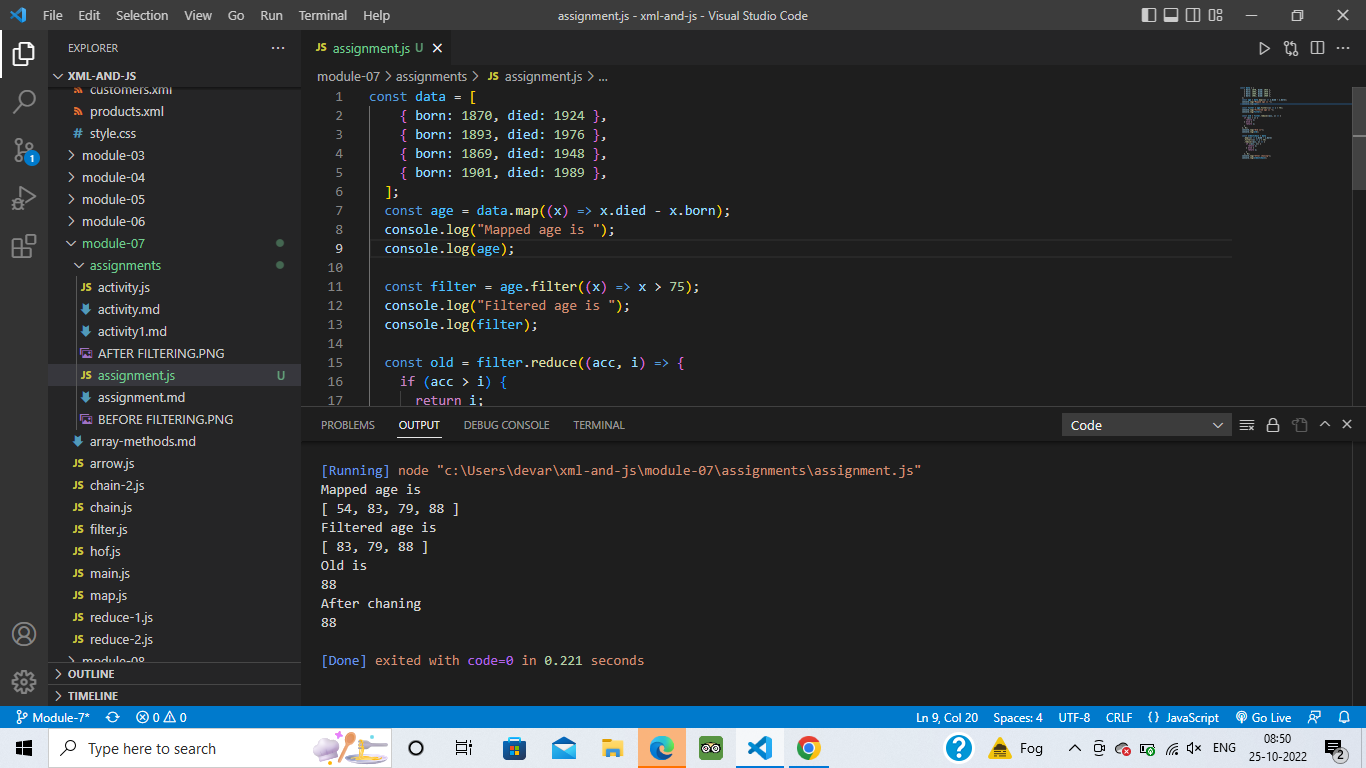 File Edit Selection View Go Run Terminal Help
assignment.js - xml-and-js - Visual Studio Code
EXPLORER
XML-AND-JS
customers.xml
products.xml
# style.css
module-03
module-04
module-05
module-06
module-07
assignments
JS activity.js
activity.md
activity1.md
AFTER FILTERING.PNG
JS assignment.js U
assignment.md
BEFORE FILTERING.PNG
array-methods.md
JS arrow.js
JS chain-2.js
JS chain.js
JS filter.js
JS hof.js
JS main.js
JS map.js
JS reduce-1.js
JS reduce-2.js
module-08
OUTLINE
TIMELINE
1
JS assignment.js U
module-07 > assignments > JS assignment.js > ...
1 const data = [
2 { born: 1870, died: 1924 },
3 { born: 1893, died: 1976 },
4 { born: 1869, died: 1948 },
5 { born: 1901, died: 1989 },
6 ];
7 const age = data.map((x) => x.died - x.born);
8 console.log("Mapped age is ");
9 console.log(age);
10
11 const filter = age.filter((x) => x > 75);
12 console.log("Filtered age is ");
13 console.log(filter);
14
15 const old = filter.reduce((acc, i) => {
16 if (acc > i) {
17 return i;
PROBLEMS OUTPUT DEBUG CONSOLE TERMINAL
Code
[Running] node "c:\Users\devar\xml-and-js\module-07\assignments\assignment.js"
Mapped age is
[ 54, 83, 79, 88 ]
Filtered age is
[ 83, 79, 88 ]
Old is
88
After chaning
88
[Done] exited with code=0 in 0.221 seconds
Module-7* 0 0
Ln 9, Col 20 Spaces: 4 UTF-8 CRLF {} JavaScript Go Live
Type here to search
Fog
ENG
08:50
25-10-2022
2